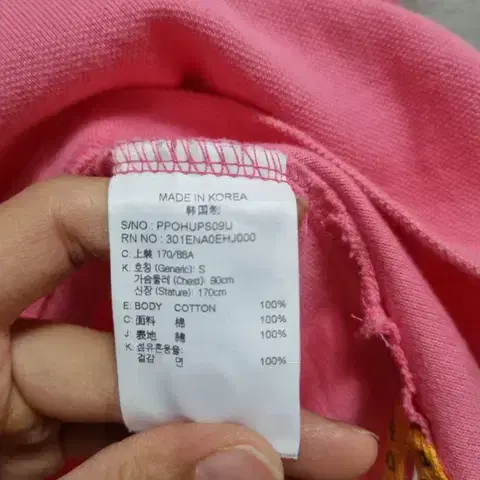 MADE IN KOREA
韩国制
S/NO : PPOHUPS09U
RN NO : 301ENA0EHJ000
C: 上裝 170/88A
K: 호칭 (Generic): S
가슴둘레 (Chest): 90cm
신장 (Stature): 170cm
E: BODY COTTON 100%
C: 面料 棉 100%
J: 表地 綿 100%
K: 섬유혼용율:
겉감 면 100%